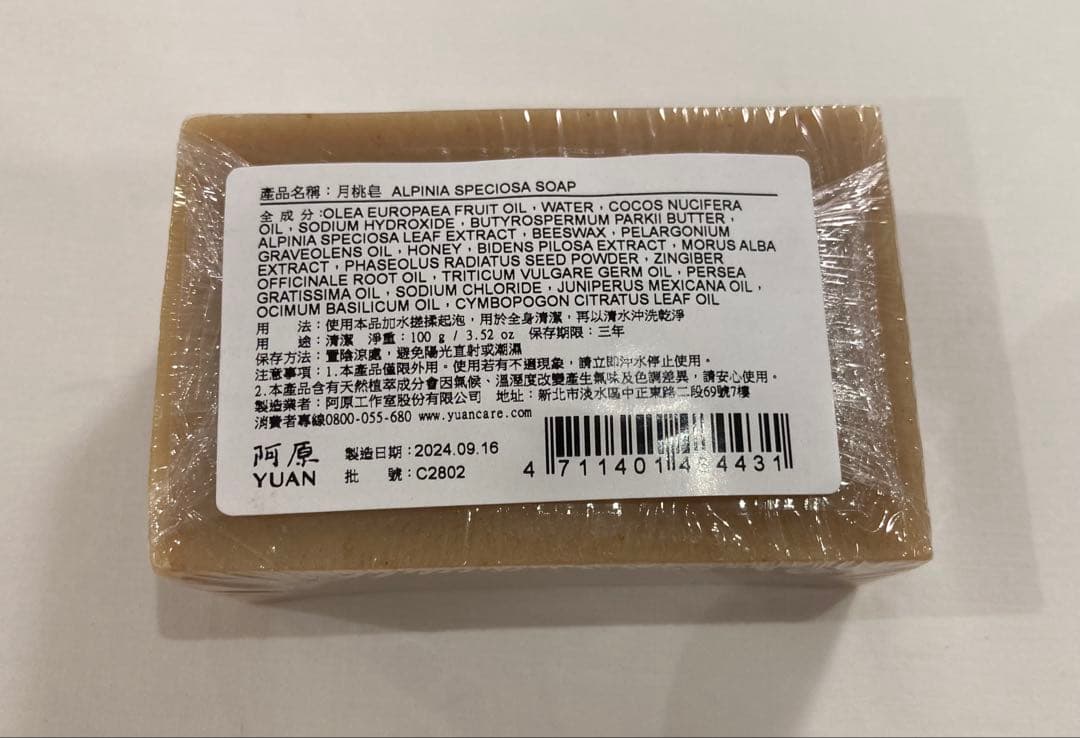 產品名稱：月桃皂 ALPINIA SPECIOSA SOAP
全成分：OLEA EUROPAEA FRUIT OIL，WATER，COCOS NUCIFERA
OIL，SODIUM HYDROXIDE，BUTYROSPERMUM PARKII BUTTER，
ALPINIA SPECIOSA LEAF EXTRACT，BEESWAX，PELARGONIUM
GRAVEOLENS OIL，HONEY，BIDENS PILOSA EXTRACT，MORUS ALBA
EXTRACT，PHASEOLUS RADIATUS SEED POWDER，ZINGIBER
OFFICINALE ROOT OIL，TRITICUM VULGARE GERM OIL，PERSEA
GRATISSIMA OIL，SODIUM CHLORIDE，JUNIPERUS MEXICANA OIL，
OCIMUM BASILICUM OIL，CYMBOPOGON CITRATUS LEAF OIL
用 法：使用本品加水搓揉起泡，用於全身清潔，再以清水沖洗乾淨
用 途：清潔 淨重：100 g / 3.52 oz 保存期限：三年
保存方法：置陰涼處，避免陽光直射或潮濕
注意事項：1.本產品僅限外用。使用若有不適現象，請立即沖水停止使用。
2.本產品含有天然植萃成分會因氣候、溫溼度改變產生氣味及色調差異，請安心使用。
製造業者：阿原工作室股份有限公司 地址：新北市淡水區中正東路二段69號7樓
消費者專線0800-055-680 www.yuancare.com
阿原 製造日期：2024.09.16
YUAN 批 號：C2802
4 711401 434431